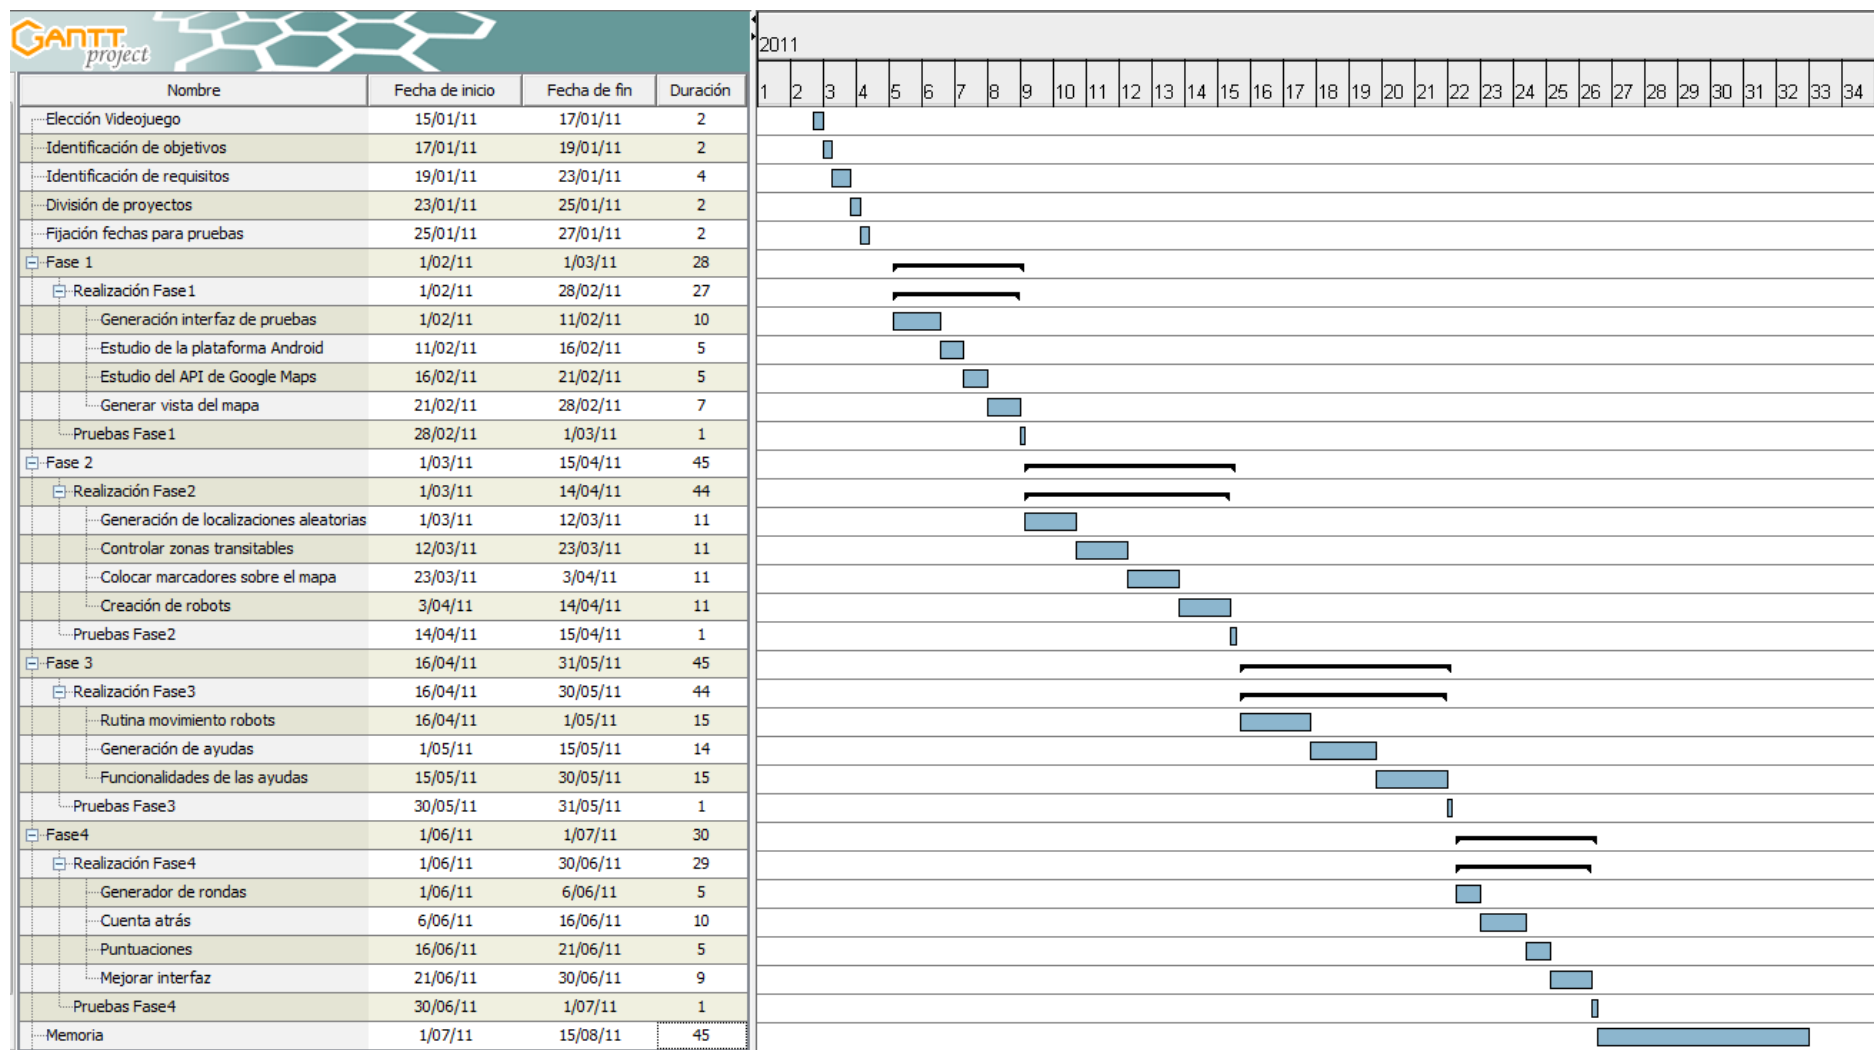 GANTT
project
2011
Nombre Fecha de inicio Fecha de fin Duración 1 2 3 4 5 6 7 8 9 10 11 12 13 14 15 16 17 18 19 20 21 22 23 24 25 26 27 28 29 30 31 32 33 34
Elección Videojuego 15/01/11 17/01/11 2
Identificación de objetivos 17/01/11 19/01/11 2
Identificación de requisitos 19/01/11 23/01/11 4
División de proyectos 23/01/11 25/01/11 2
Fijación fechas para pruebas 25/01/11 27/01/11 2
Fase 1 1/02/11 1/03/11 28
Realización Fase1 1/02/11 28/02/11 27
Generación interfaz de pruebas 1/02/11 11/02/11 10
Estudio de la plataforma Android 11/02/11 16/02/11 5
Estudio del API de Google Maps 16/02/11 21/02/11 5
Generar vista del mapa 21/02/11 28/02/11 7
Pruebas Fase1 28/02/11 1/03/11 1
Fase 2 1/03/11 15/04/11 45
Realización Fase2 1/03/11 14/04/11 44
Generación de localizaciones aleatorias 1/03/11 12/03/11 11
Controlar zonas transitables 12/03/11 23/03/11 11
Colocar marcadores sobre el mapa 23/03/11 3/04/11 11
Creación de robots 3/04/11 14/04/11 11
Pruebas Fase2 14/04/11 15/04/11 1
Fase 3 16/04/11 31/05/11 45
Realización Fase3 16/04/11 30/05/11 44
Rutina movimiento robots 16/04/11 1/05/11 15
Generación de ayudas 1/05/11 15/05/11 14
Funcionalidades de las ayudas 15/05/11 30/05/11 15
Pruebas Fase3 30/05/11 31/05/11 1
Fase4 1/06/11 1/07/11 30
Realización Fase4 1/06/11 30/06/11 29
Generador de rondas 1/06/11 6/06/11 5
Cuenta atrás 6/06/11 16/06/11 10
Puntuaciones 16/06/11 21/06/11 5
Mejorar interfaz 21/06/11 30/06/11 9
Pruebas Fase4 30/06/11 1/07/11 1
Memoria 1/07/11 15/08/11 45